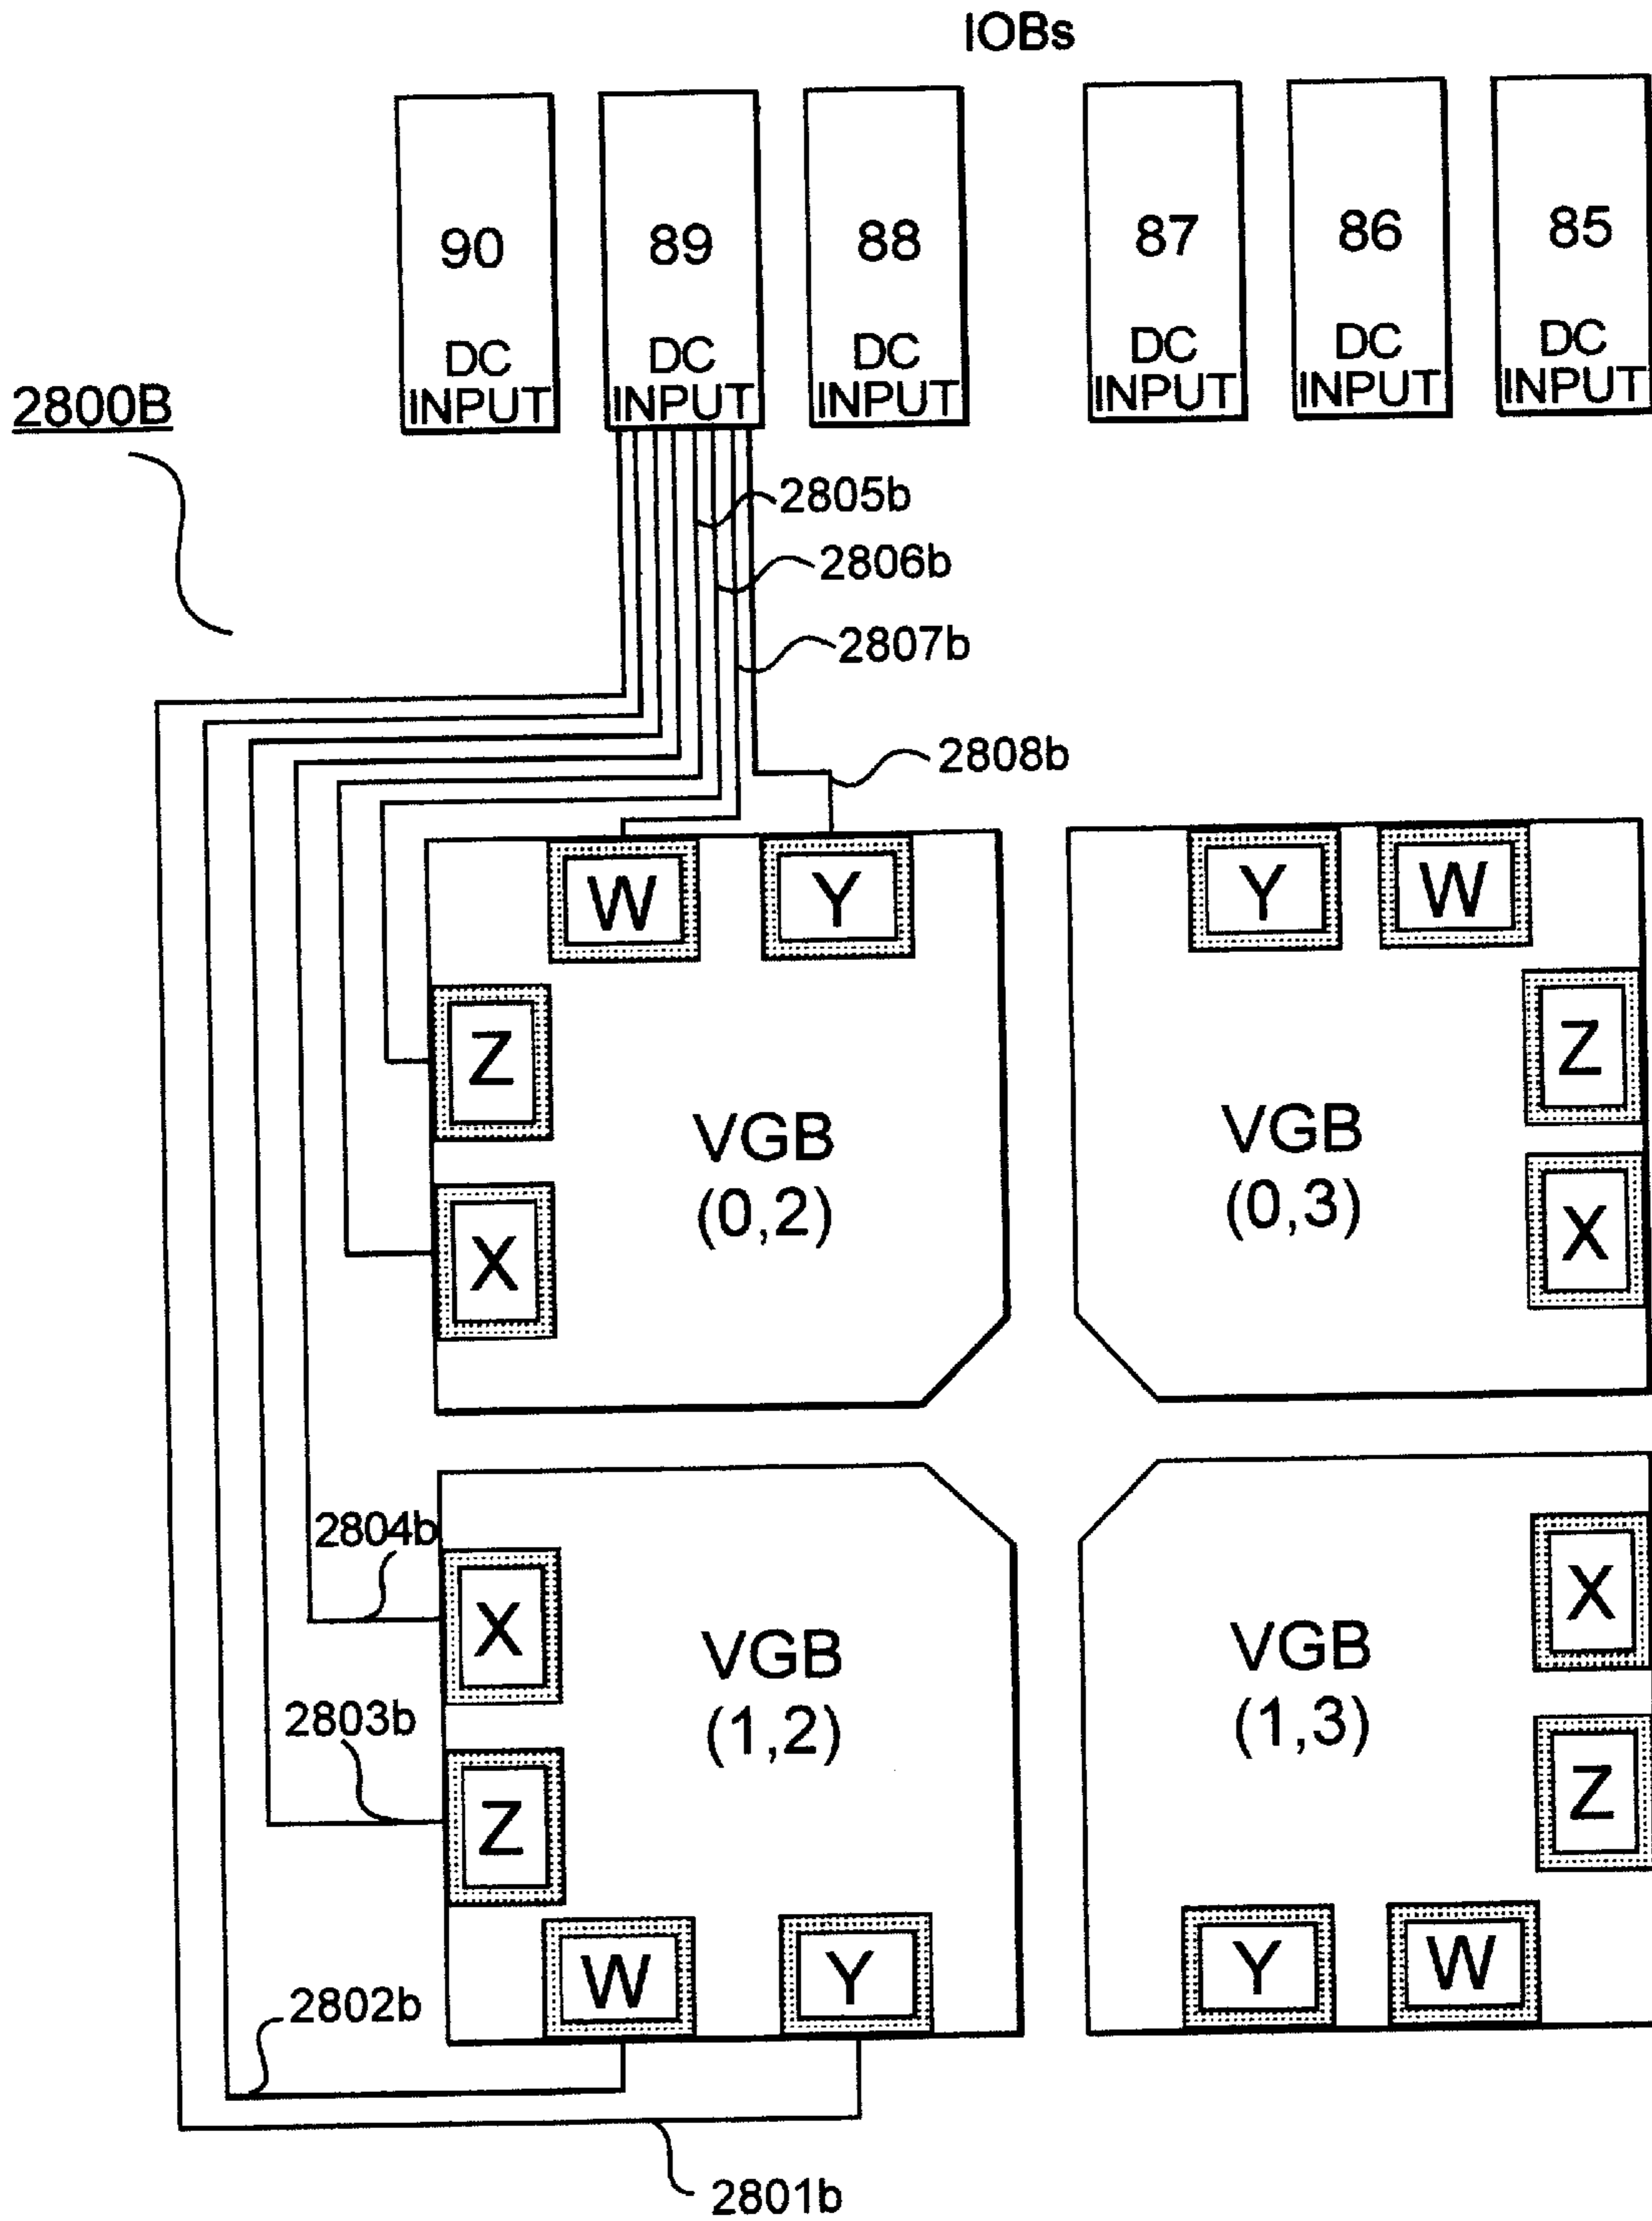 IOBs
90
DC
INPUT
89
DC
INPUT
88
DC
INPUT
87
DC
INPUT
86
DC
INPUT
85
DC
INPUT
2800B
2805b
2806b
2807b
2808b
W
Y
Z
X
VGB
(0,2)
Y
W
Z
X
VGB
(0,3)
2804b
2803b
2802b
2801b
X
Z
W
Y
VGB
(1,2)
X
Z
Y
W
VGB
(1,3)